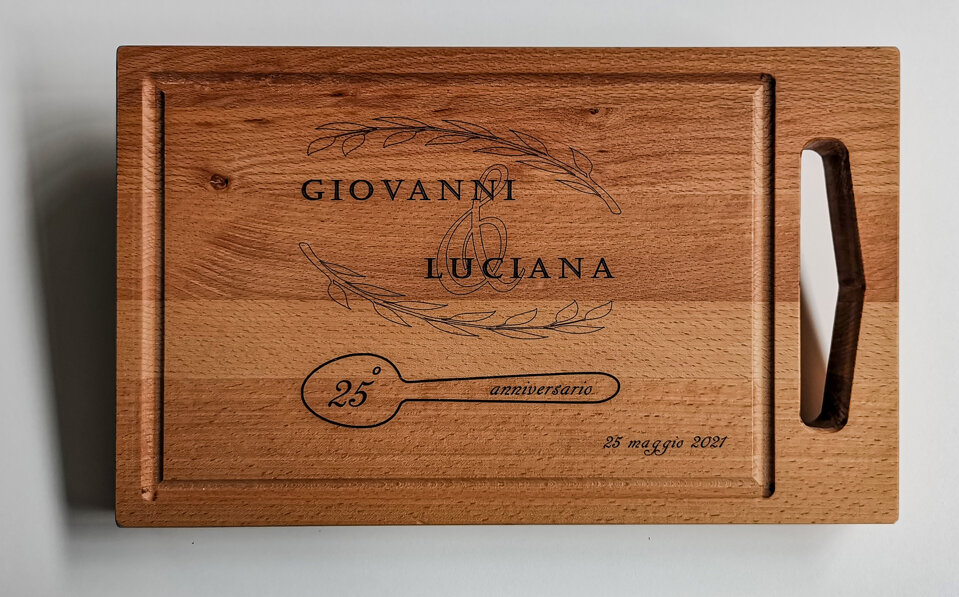 GIOVANNI
&
LUCIANA
25° anniversario
25 maggio 2021